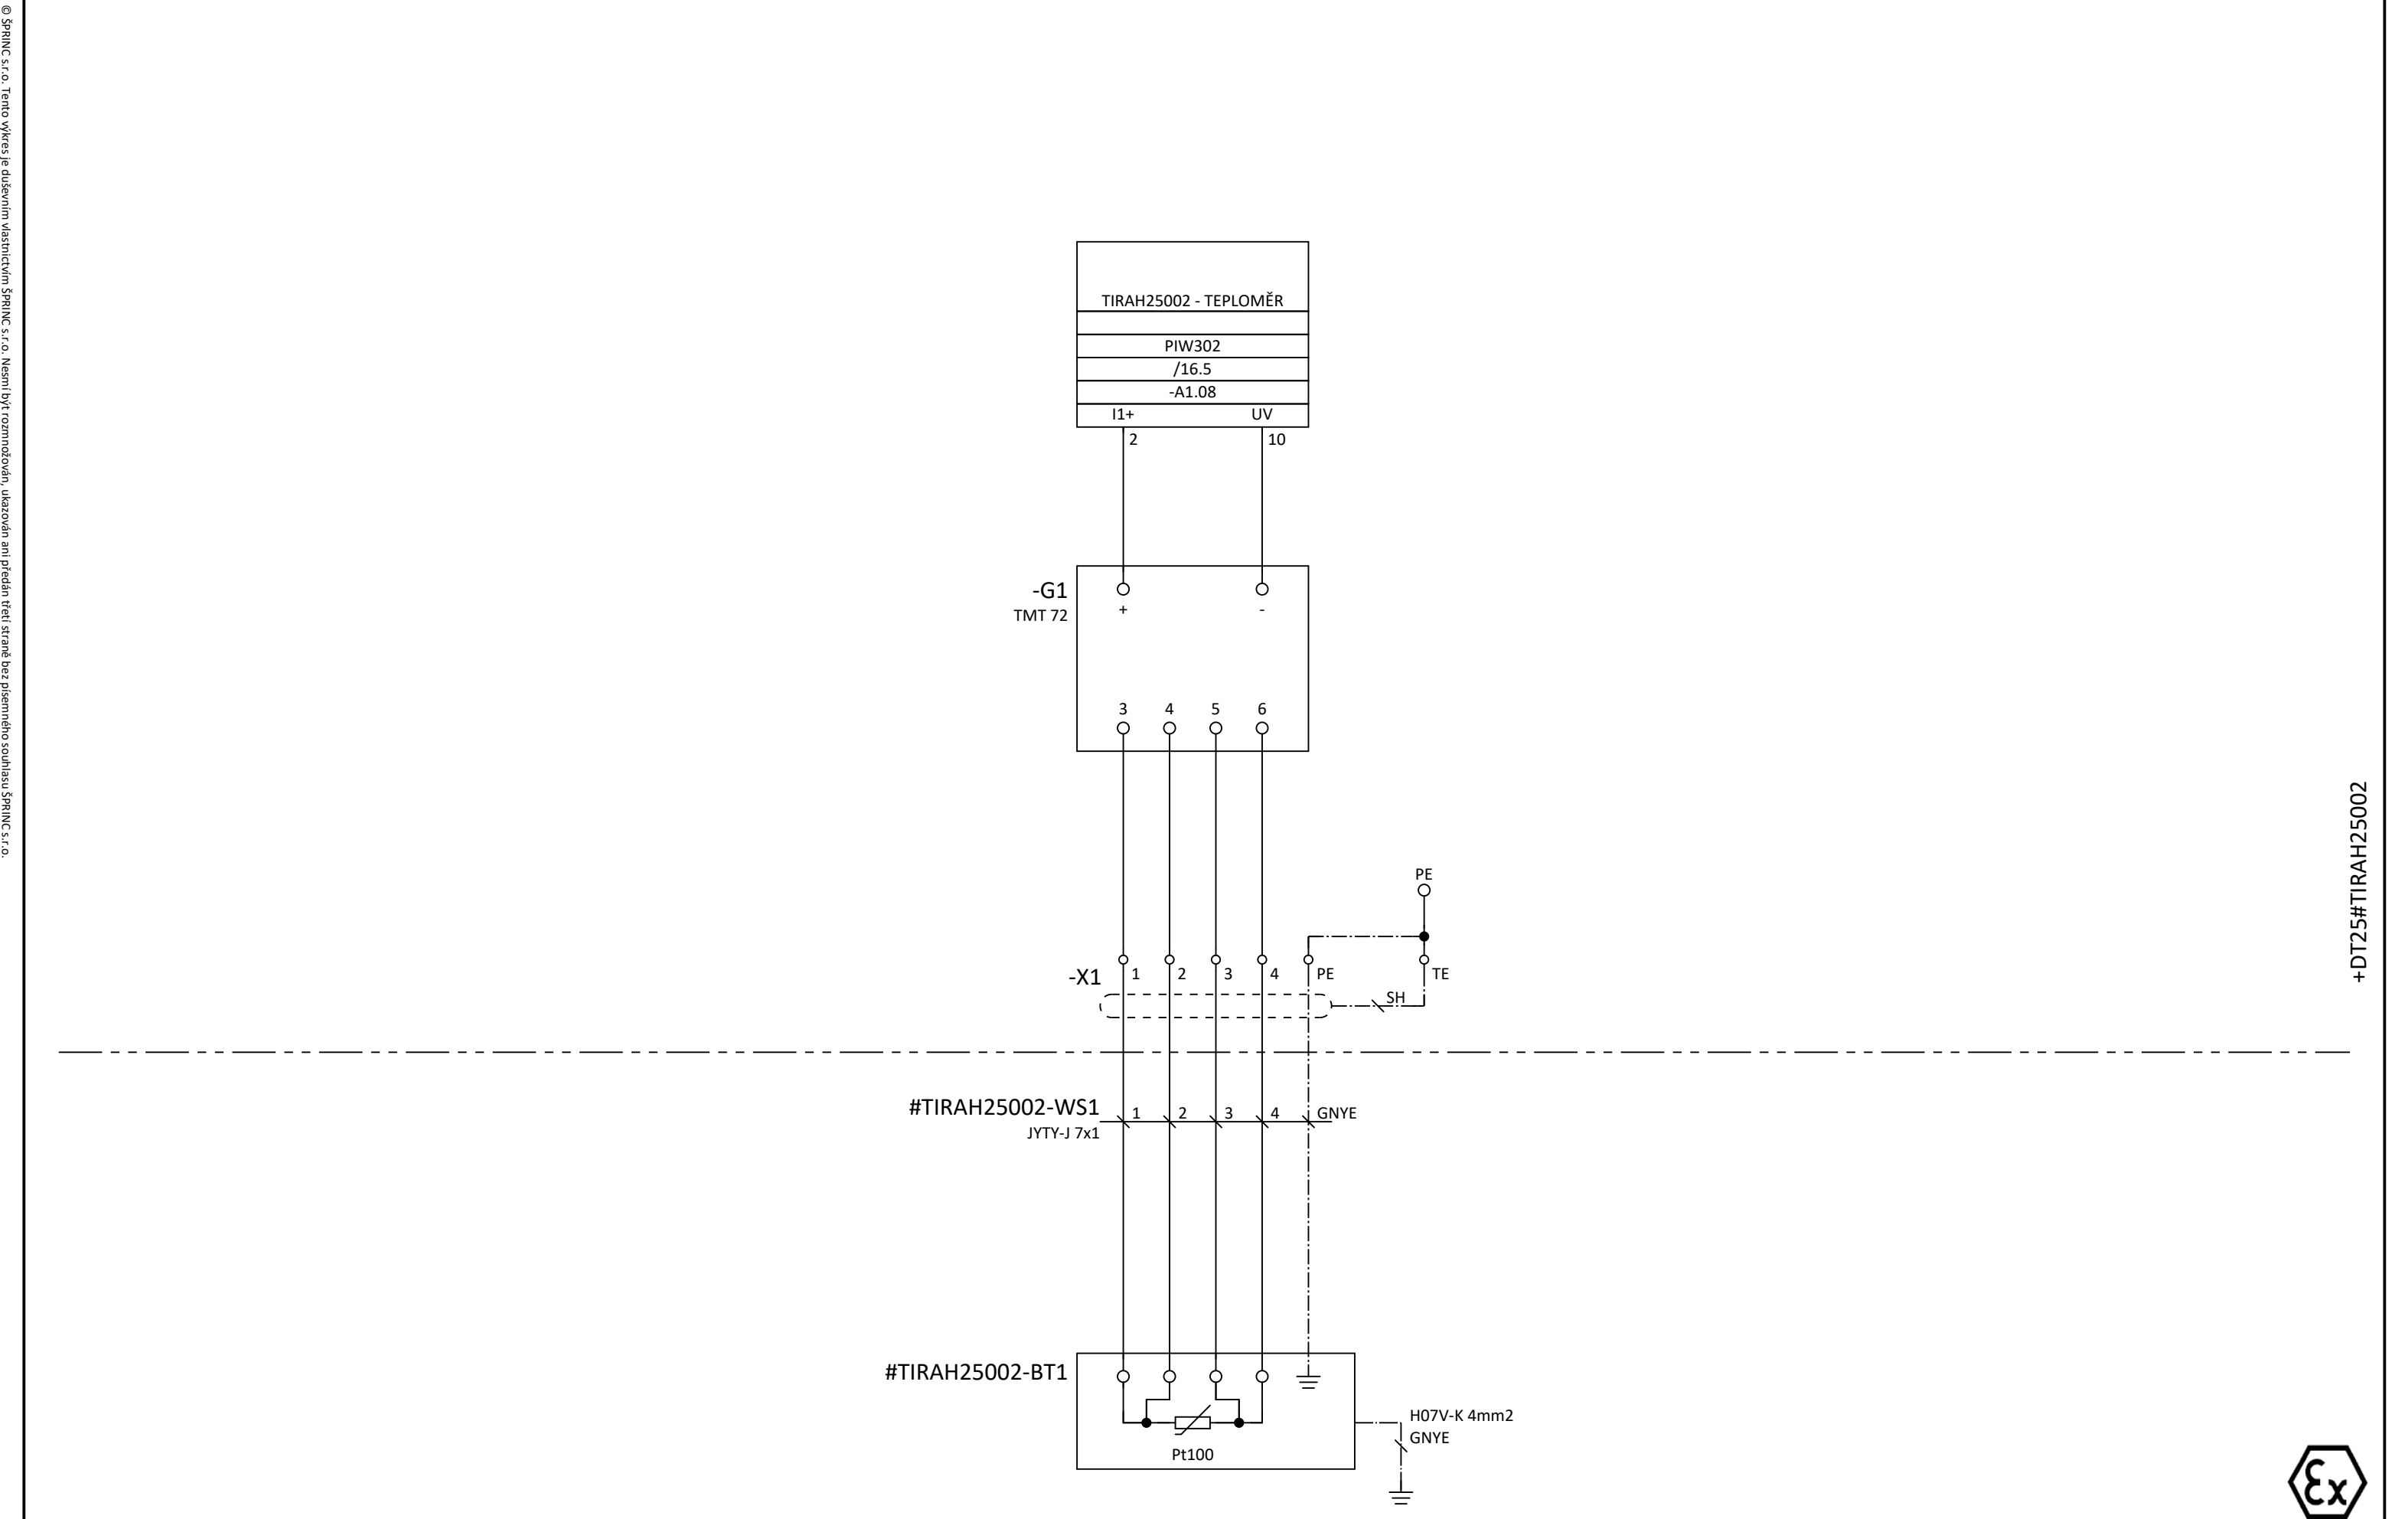 © ŠPRINC s.r.o. Tento výkres je duševním vlastnictvím ŠPRINC s.r.o. Nesmí být rozmnožován, ukazován ani předán třetí straně bez písemného souhlasu ŠPRINC s.r.o.
TIRAH25002 - TEPLOMĚR
PIW302
/16.5
-A1.08
I1+ UV
2 10
-G1
TMT 72
+ -
3 4 5 6
PE
-X1
1 2 3 4 PE TE
SH
+DT25#TIRAH25002
#TIRAH25002-WS1
JYTY-J 7x1
1 2 3 4 GNYE
#TIRAH25002-BT1
Pt100
H07V-K 4mm2
GNYE
Ex